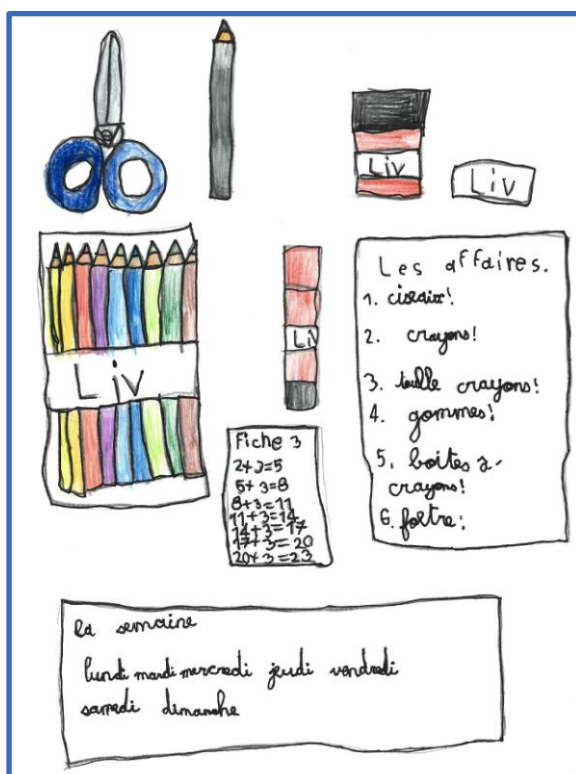 Liv
Liv
Liv
Liv
Les affaires.
1. ciseaux!
2. crayons!
3. taille crayons!
4. gommes!
5. boites à
crayons!
6. foftre:
Fiche 3
2+3=5
5+3=8
8+3=11
11+3=14
14+3=17
17+3=20
20+3=23
la semaine
lundi mardi mercredi jeudi vendredi
samedi dimanche